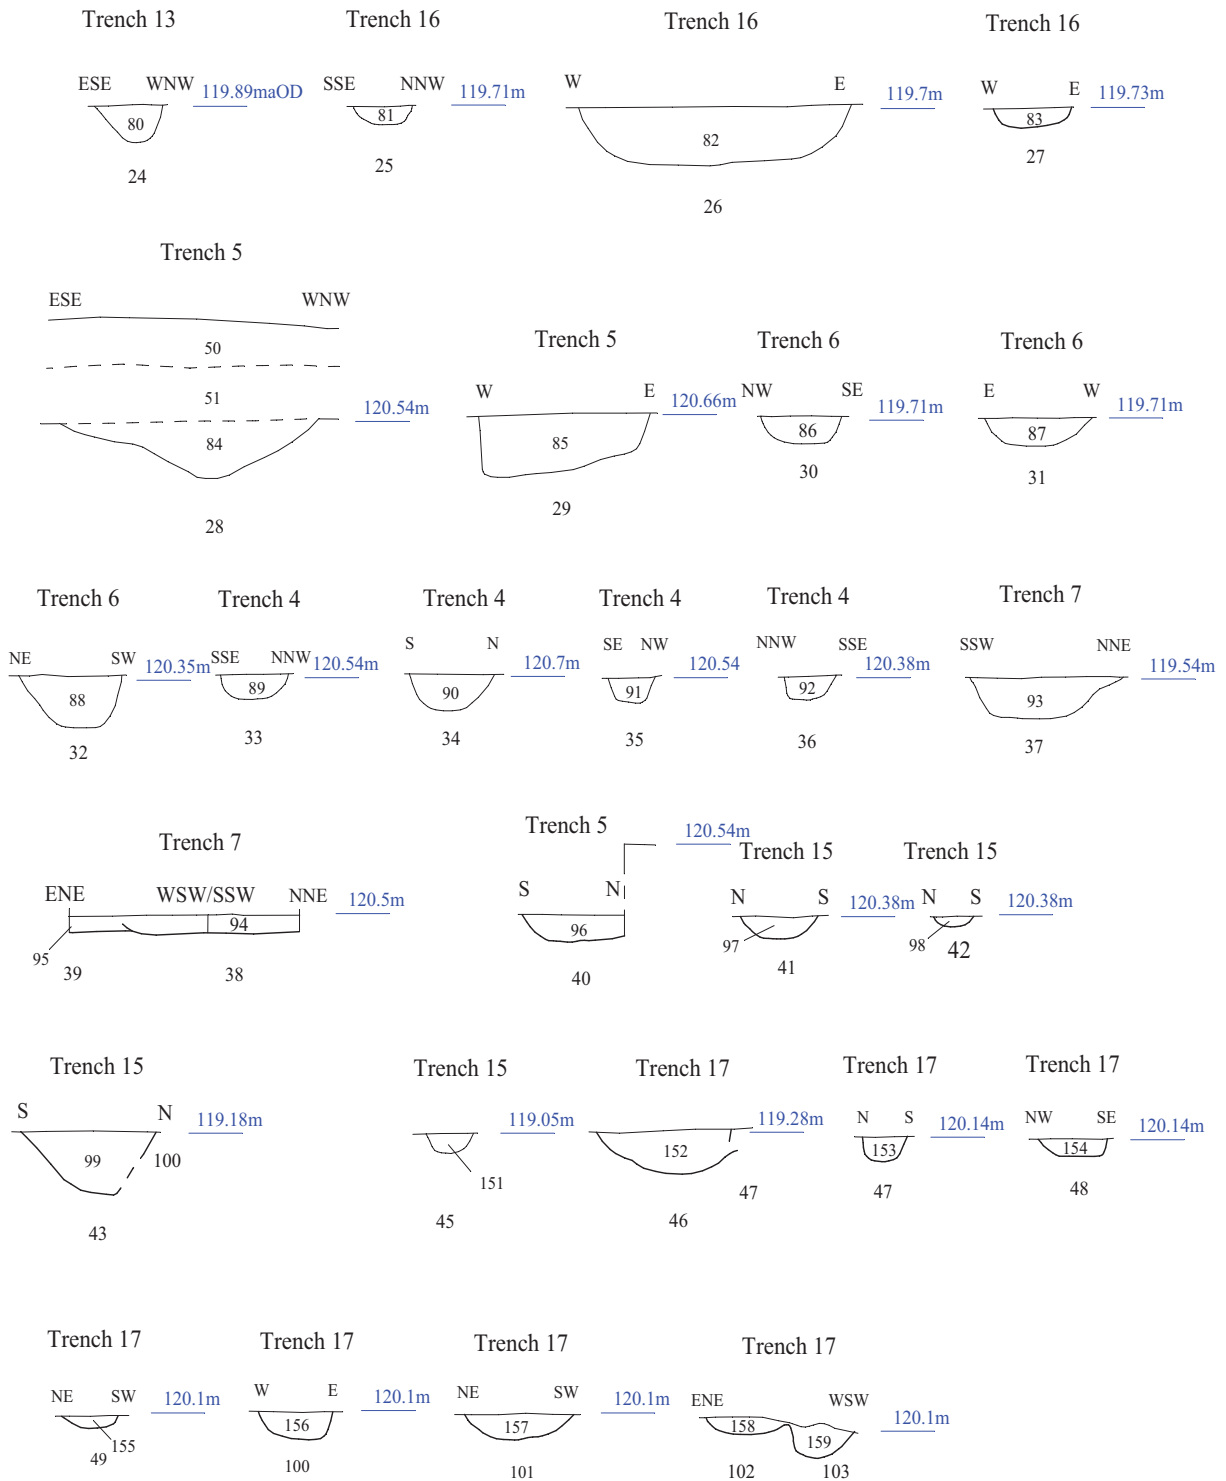 Trench 13
ESE WNW 119.89maOD
80
24
Trench 16
SSE NNW 119.71m
81
25
Trench 16
W E 119.7m
82
26
Trench 16
W E 119.73m
83
27
Trench 5
ESE WNW
50
51
120.54m
84
28
Trench 5
W E 120.66m
85
29
Trench 6
NW SE 119.71m
86
30
Trench 6
E W 119.71m
87
31
Trench 6
NE SW 120.35m
88
32
Trench 4
SSE NNW 120.54m
89
33
Trench 4
S N 120.7m
90
34
Trench 4
SE NW 120.54
91
35
Trench 4
NNW SSE 120.38m
92
36
Trench 7
SSW NNE 119.54m
93
37
Trench 7
ENE WSW/SSW NNE 120.5m
94
95
39 38
Trench 5
120.54m
S N
96
40
Trench 15
N S 120.38m
97
41
Trench 15
N S 120.38m
98
42
Trench 15
S N 119.18m
99 100
43
Trench 15
119.05m
151
45
Trench 17
119.28m
152
47
46
Trench 17
N S 120.14m
153
47
Trench 17
NW SE 120.14m
154
48
Trench 17
NE SW 120.1m
155
49
Trench 17
W E 120.1m
156
100
Trench 17
NE SW 120.1m
157
101
Trench 17
ENE WSW 120.1m
158
159
102 103